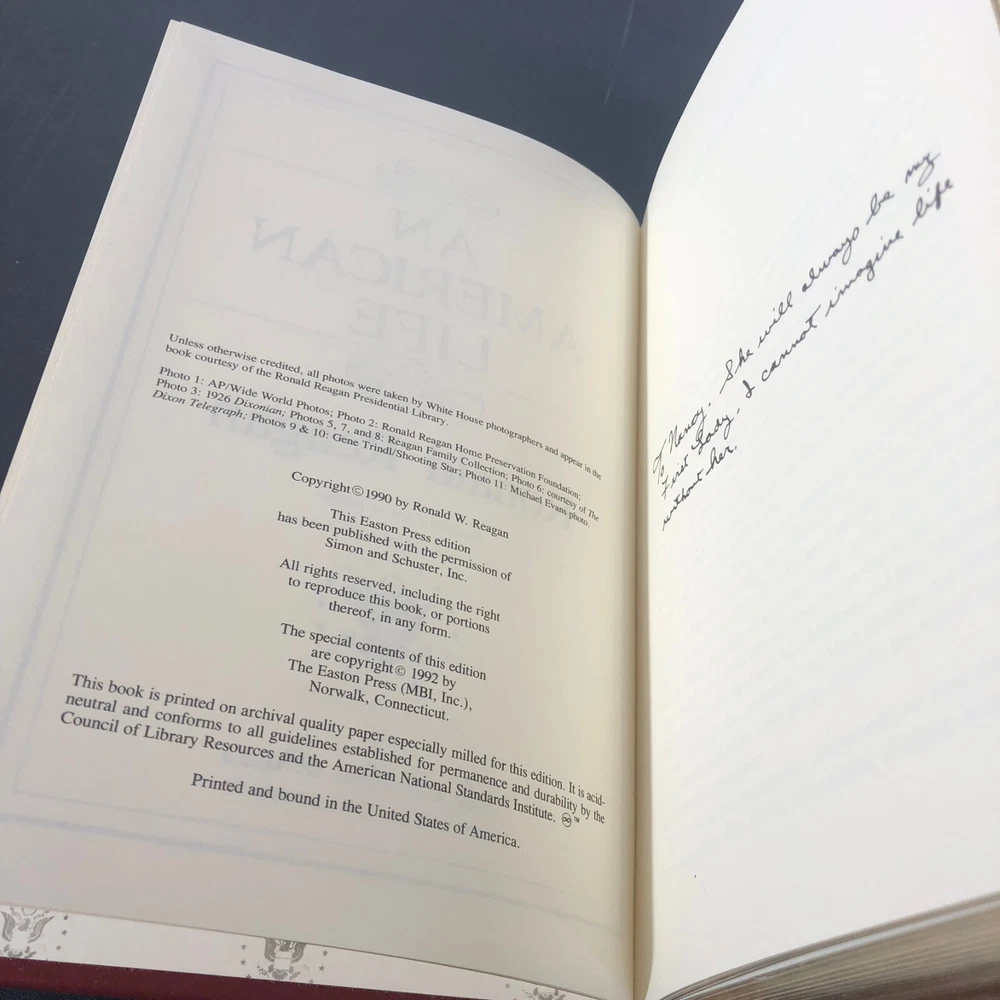 Unless otherwise credited, all photos were taken by White House photographers and appear in the
book courtesy of the Ronald Reagan Presidential Library.
Photo 1: AP/Wide World Photos; Photo 2: Ronald Reagan Home Preservation Foundation;
Photo 3: 1926 Dixonian; Photos 5, 7, and 8: Reagan Family Collection; Photo 6: courtesy of The
Dixon Telegraph; Photos 9 & 10: Gene Trindl/Shooting Star; Photo 11: Michael Evans photo.
Copyright © 1990 by Ronald W. Reagan
This Easton Press edition
has been published with the permission of
Simon and Schuster, Inc.
All rights reserved, including the right
to reproduce this book, or portions
thereof, in any form.
The special contents of this edition
are copyright © 1992 by
The Easton Press (MBI, Inc.),
Norwalk, Connecticut.
This book is printed on archival quality paper especially milled for this edition. It is acid-
neutral and conforms to all guidelines established for permanence and durability by the
Council of Library Resources and the American National Standards Institute. ♾™
Printed and bound in the United States of America.
To Nancy. She will always be my
First Lady. I cannot imagine life
without her.
AN
AMERICAN
LIFE